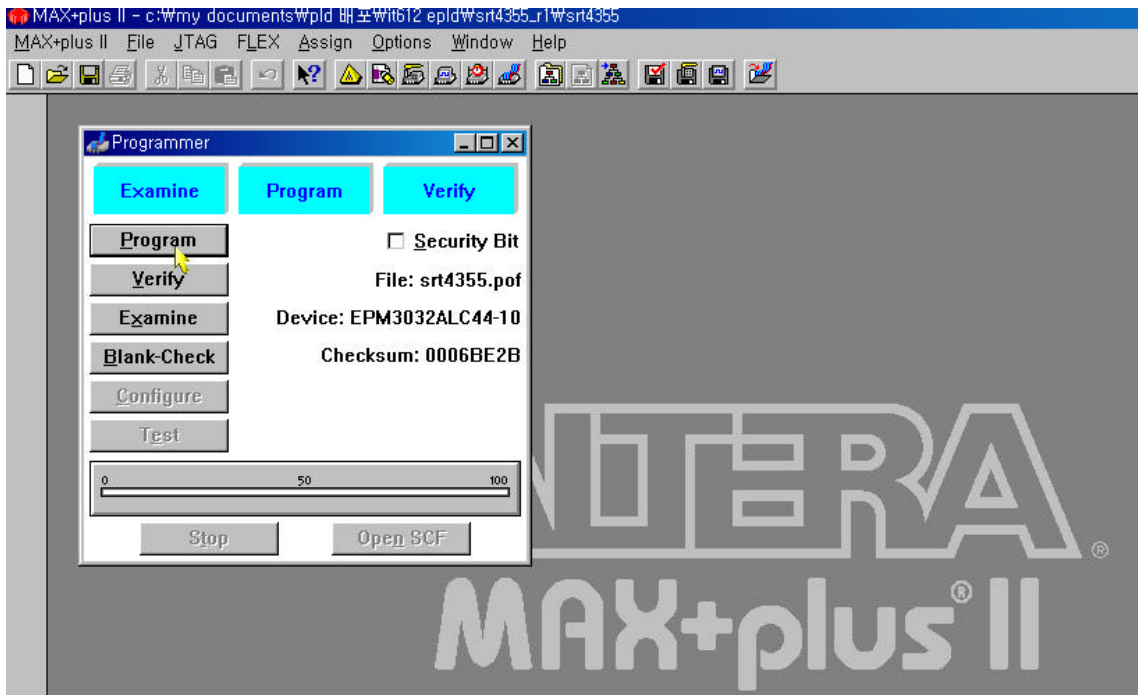 MAX+plus II - c:₩my documents₩pld 배포₩it612 epld₩srt4355_r1₩srt4355
MAX+plus II File JTAG FLEX Assign Options Window Help
Programmer
Examine Program Verify
Program
Security Bit
Verify
File: srt4355.pof
Examine
Device: EPM3032ALC44-10
Blank-Check
Checksum: 0006BE2B
Configure
Test
0 50 100
Stop Open SCF
TERA ®
MAX+plus® II